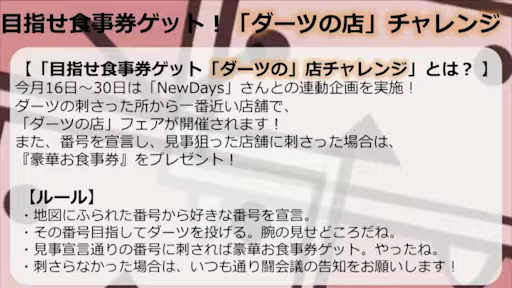 目指せ食事券ゲット！「ダーツの店」チャレンジ
【「目指せ食事券ゲット「ダーツの」店チャレンジ」とは？ 】
今月16日～30日は「NewDays」さんとの連動企画を実施！
ダーツの刺さった所から一番近い店舗で、
「ダーツの店」フェアが開催されます！
また、番号を宣言し、見事狙った店舗に刺さった場合は、
『豪華お食事券』をプレゼント！
【ルール】
・地図にふられた番号から好きな番号を宣言。
・その番号目指してダーツを投げる。腕の見せどころだね。
・見事宣言通りの番号に刺されば豪華お食事券ゲット。やったね。
・刺さらなかった場合は、いつも通り闘会議の告知をお願いします！